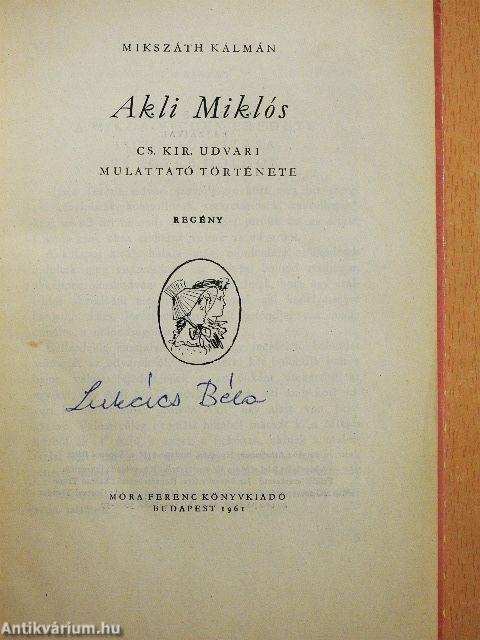 MIKSZÁTH KÁLMÁN
Akli Miklós
CS. KIR. UDVARI
MULATTATÓ TÖRTÉNETE
REGÉNY
Lukács Béla
MÓRA FERENC KÖNYVKIADÓ
BUDAPEST 1961
Antikvárium.hu